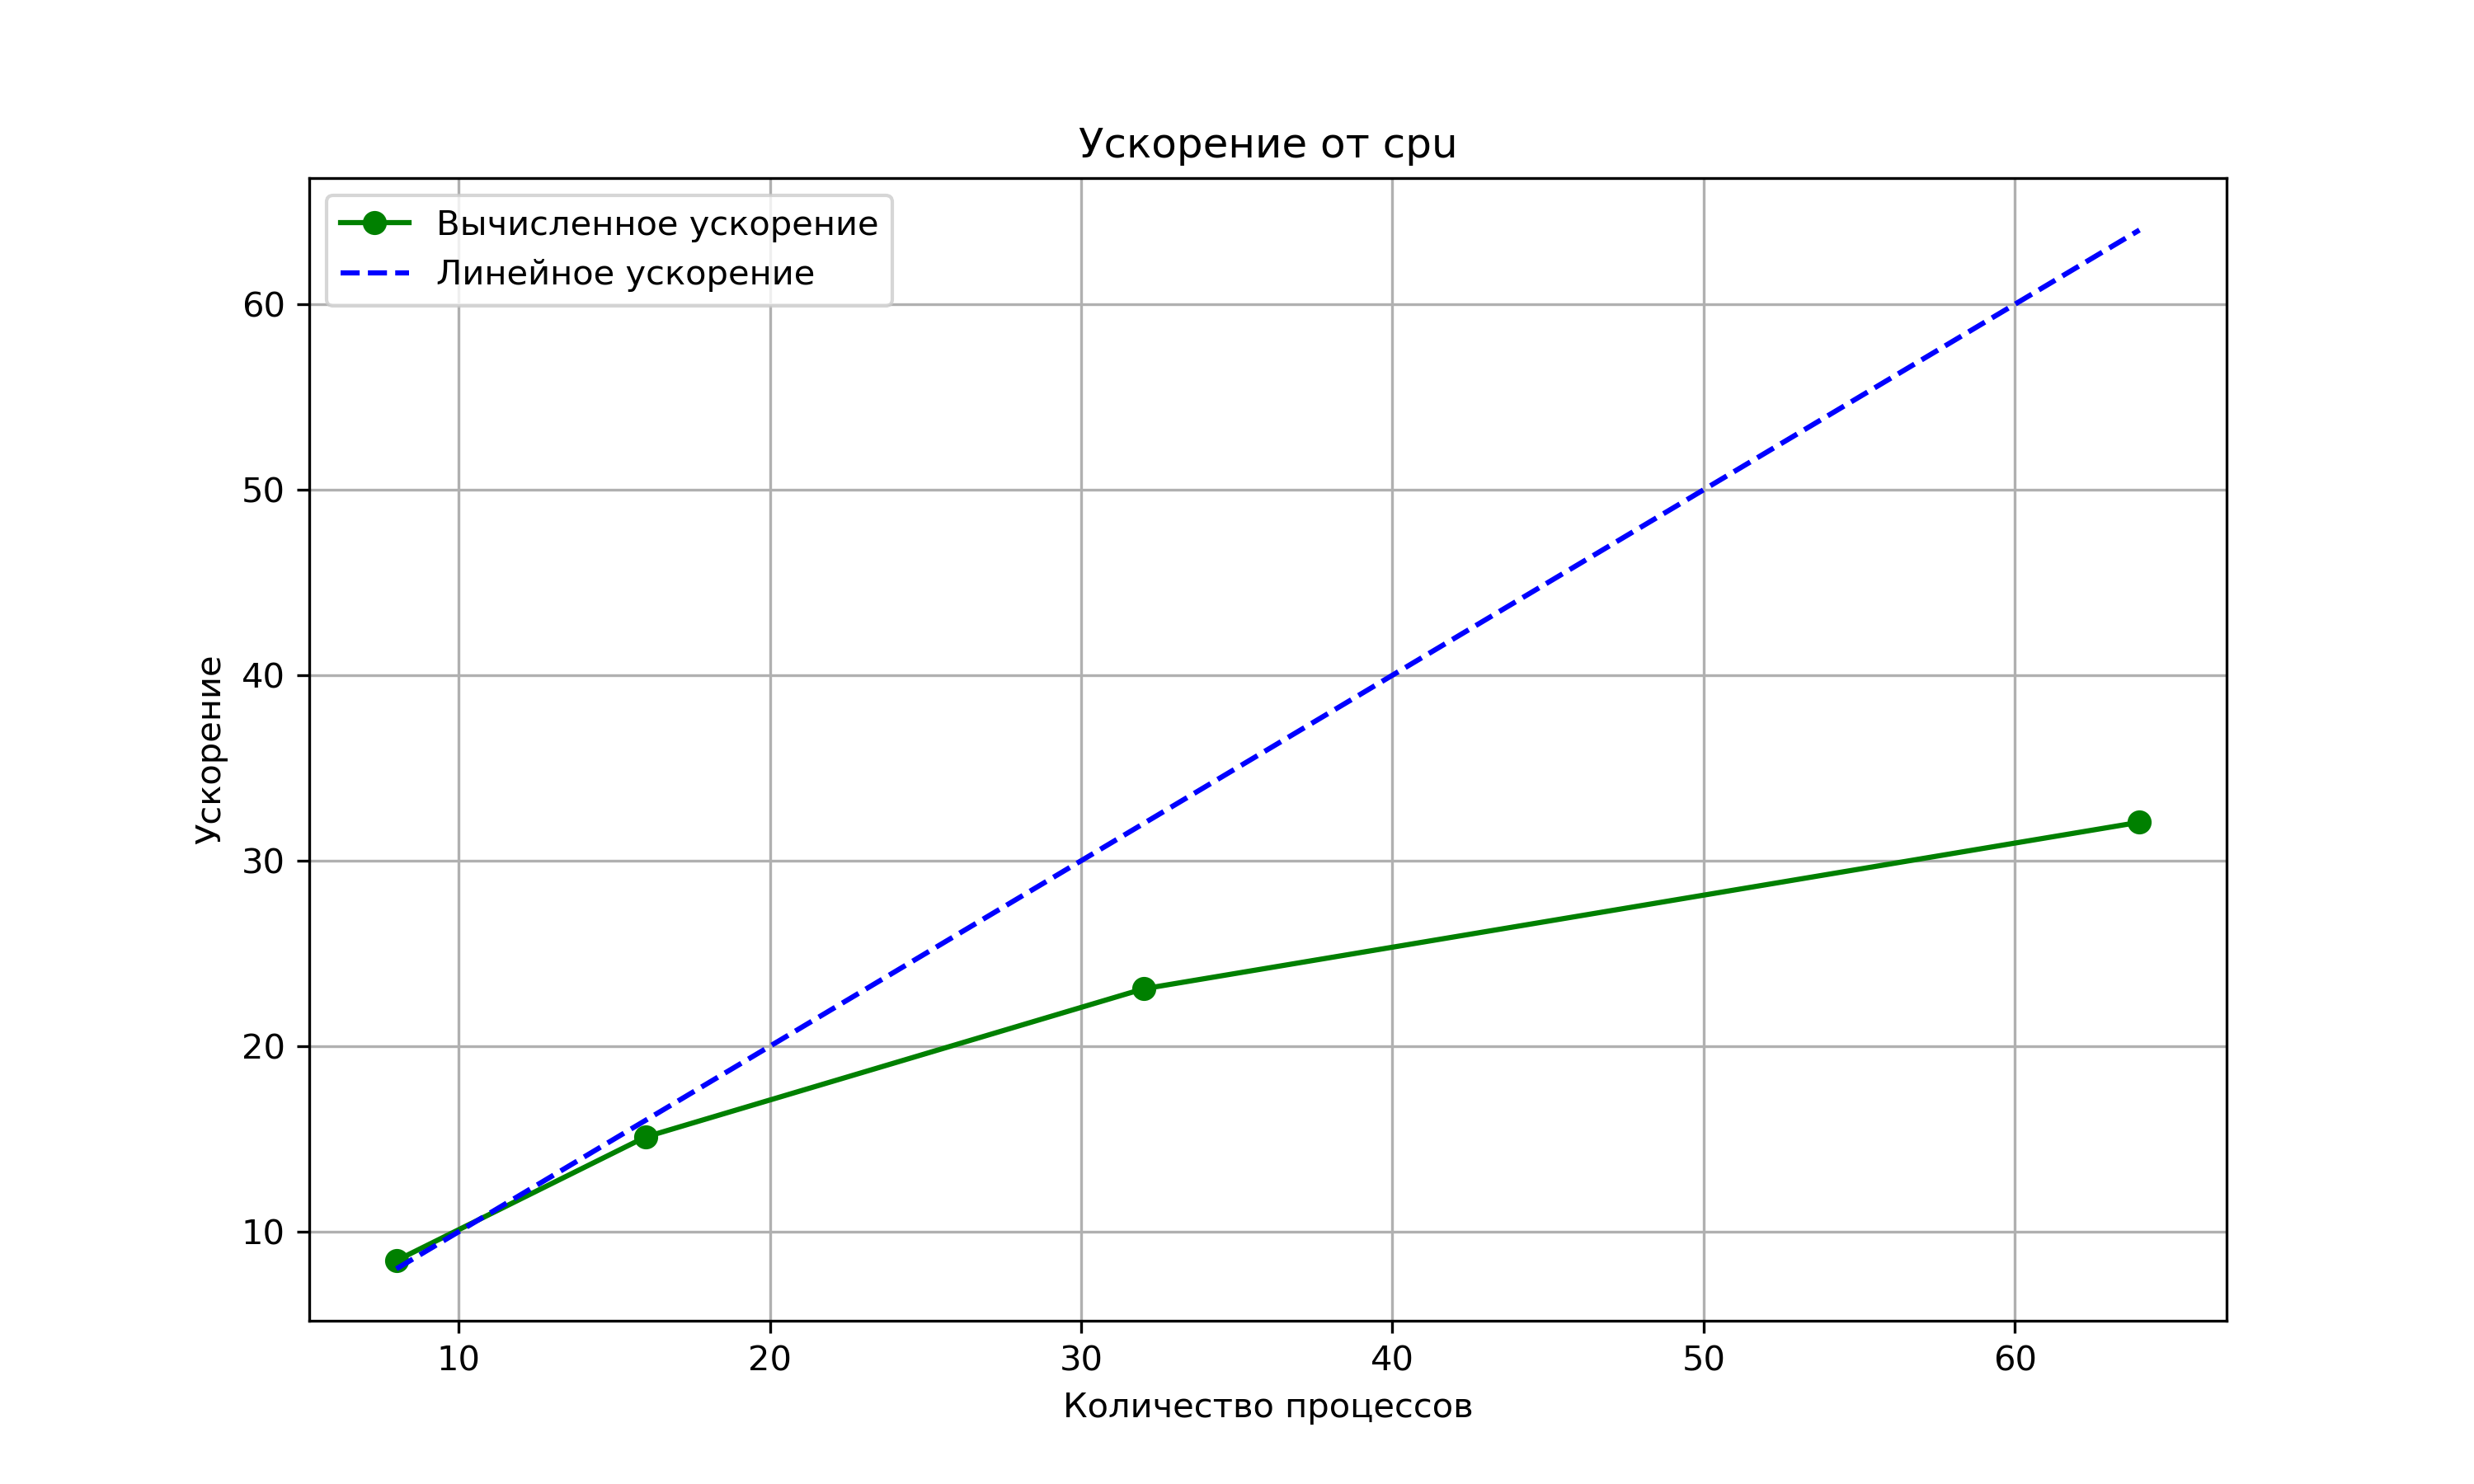 Ускорение от cpu
Вычисленное ускорение
Линейное ускорение
60
50
40
30
20
10
Ускорение
10 20 30 40 50 60
Количество процессов